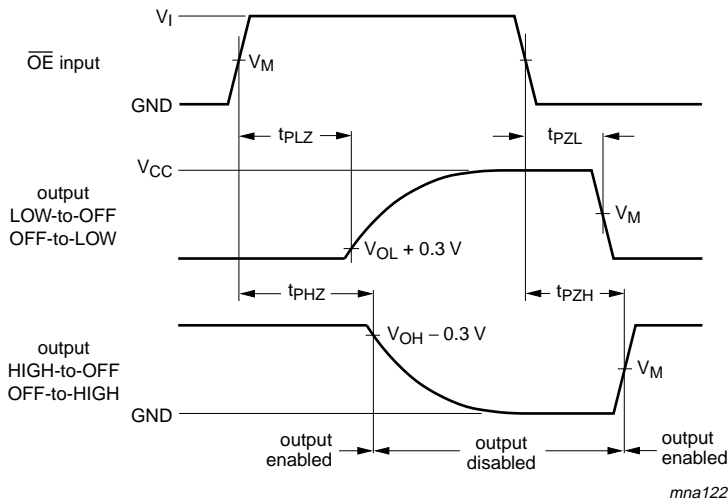 V_I
OE input
V_M
GND
t_PLZ
t_PZL
V_CC
output
LOW-to-OFF
OFF-to-LOW
V_M
V_OL + 0.3 V
t_PHZ
t_PZH
output
HIGH-to-OFF
OFF-to-HIGH
V_OH − 0.3 V
V_M
GND
output
enabled
output
disabled
output
enabled
mna122